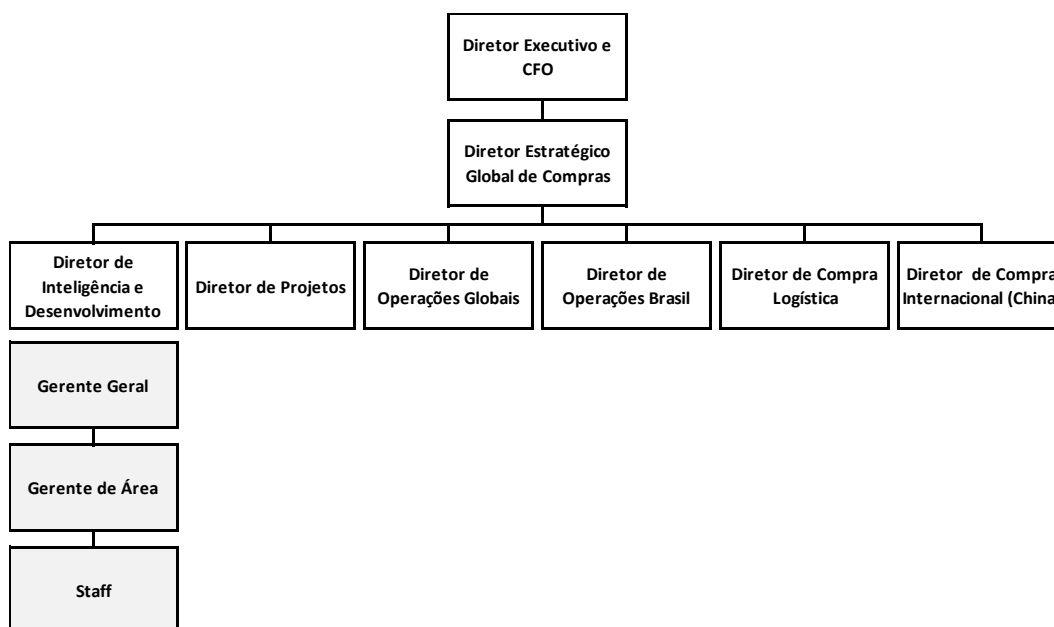 Diretor Executivo e
CFO
Diretor Estratégico
Global de Compras
Diretor de
Inteligência e
Desenvolvimento
Diretor de Projetos
Diretor de
Operações Globais
Diretor de
Operações Brasil
Diretor de Compra
Logística
Diretor de Compra
Internacional (China
Gerente Geral
Gerente de Área
Staff